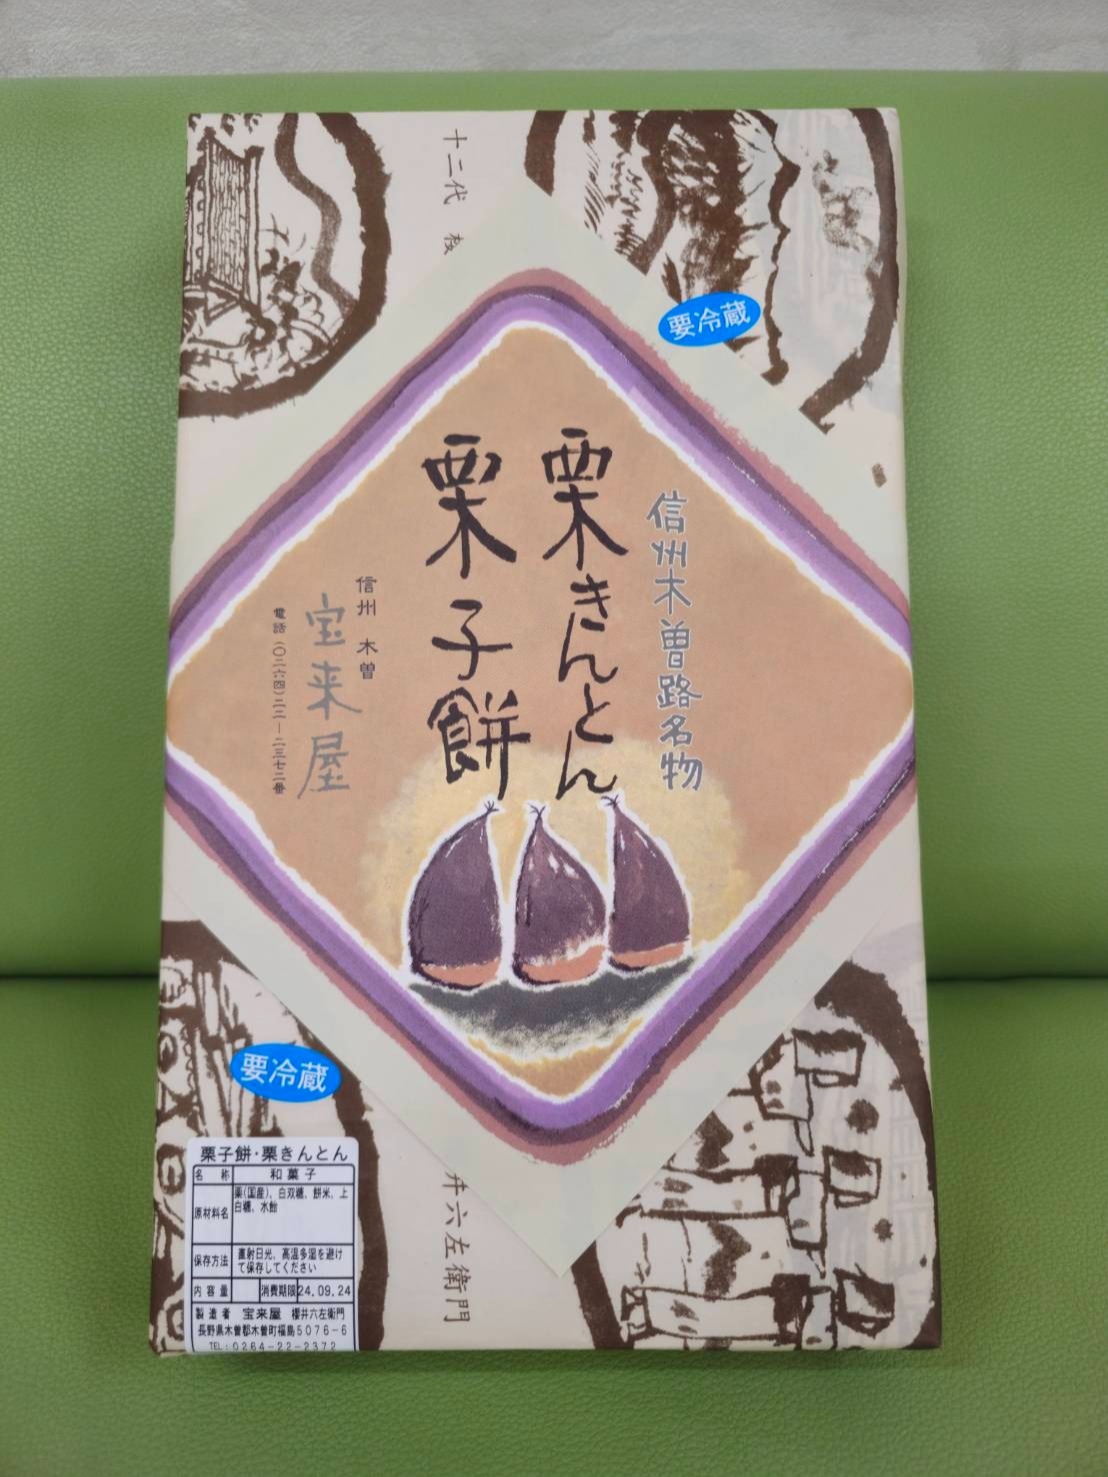 十二代
要冷蔵
信州木曽路名物
栗きんとん
栗子餅
信州 木曽
宝来屋
電話(〇二六四)二二―二三七二番
要冷蔵
井六左衛門
栗子餅・栗きんとん
名称 和菓子
原材料名 栗(国産)、白双糖、餅米、上
白糖、水飴
保存方法 直射日光、高温多湿を避け
て保存してください
内容量 消費期限 24.09.24
製造者 宝来屋 櫻井六左衛門
長野県木曽郡木曽町福島5076-6
TEL:0264-22-2372